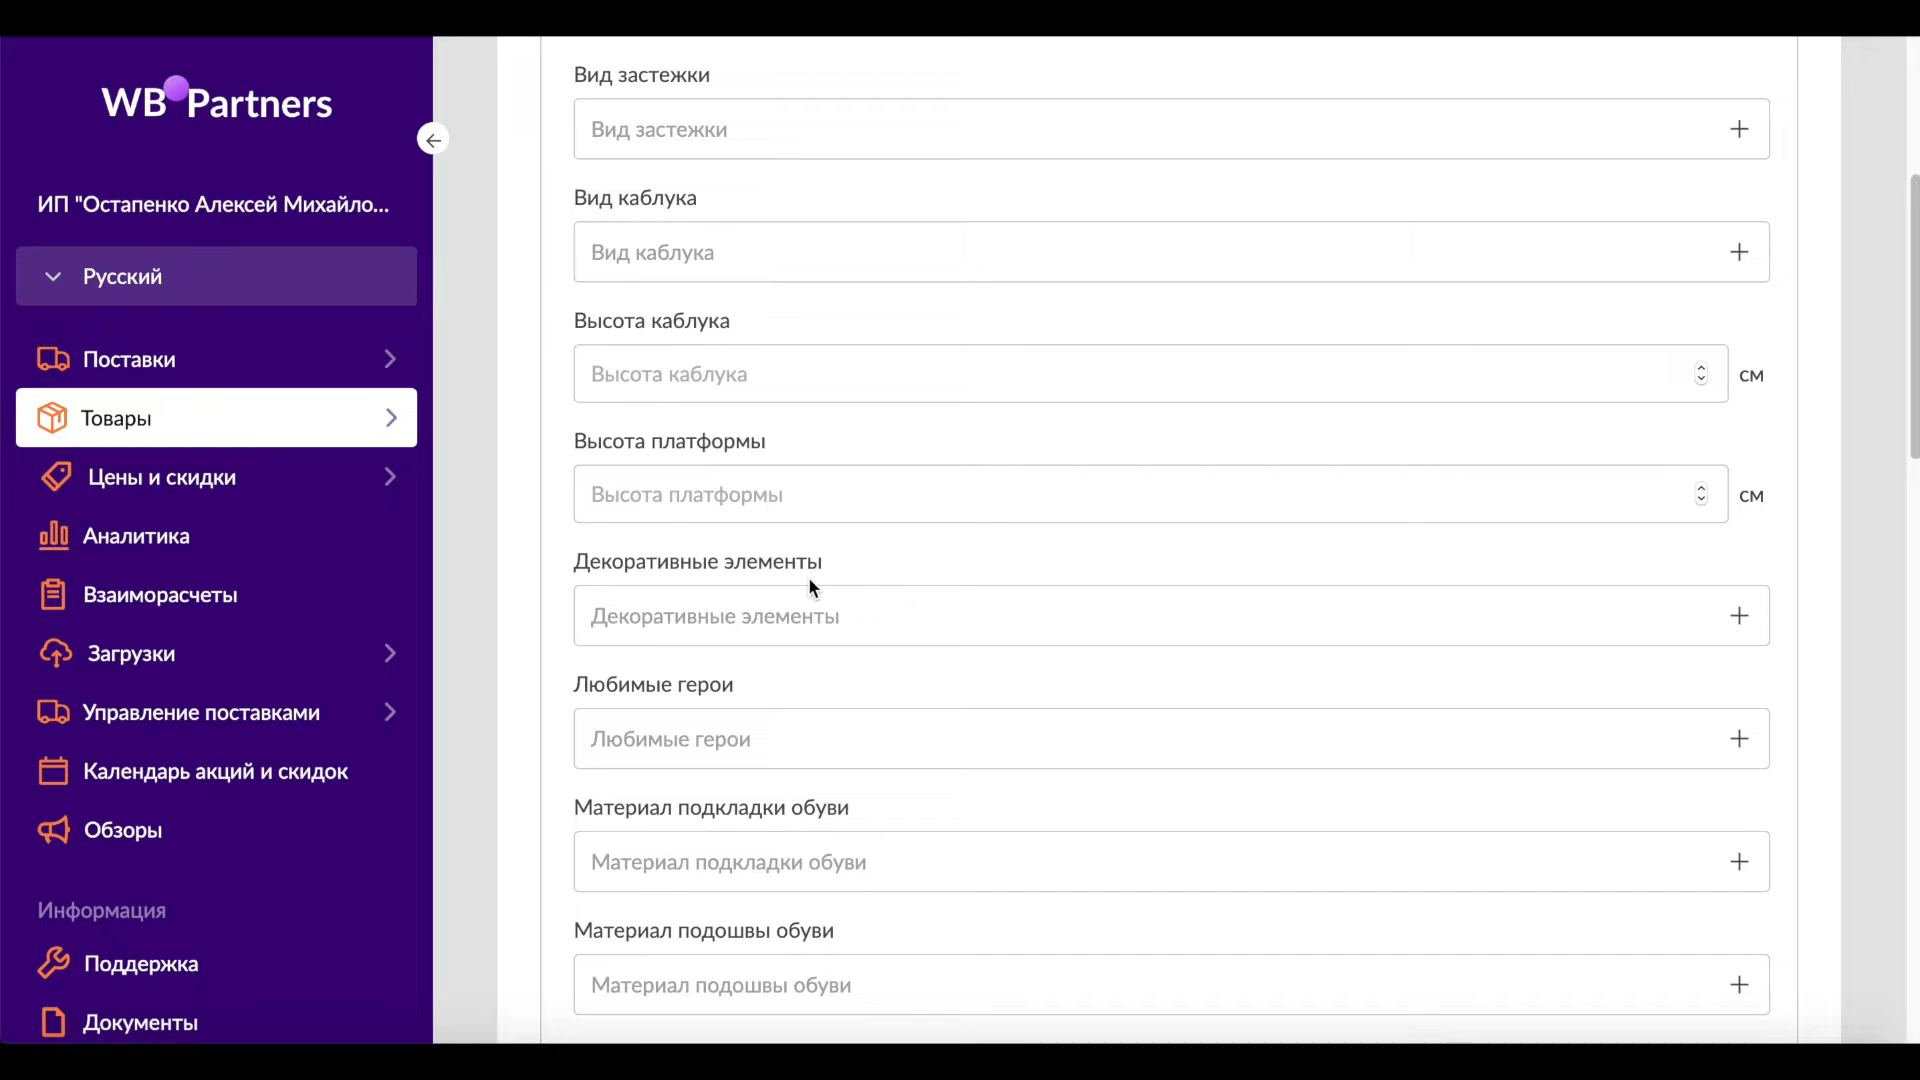 WB Partners
ИП "Остапенко Алексей Михайло...
Русский
Поставки
Товары
Цены и скидки
Аналитика
Взаиморасчеты
Загрузки
Управление поставками
Календарь акций и скидок
Обзоры
Информация
Поддержка
Документы
Вид застежки
Вид застежки
Вид каблука
Вид каблука
Высота каблука
Высота каблука
см
Высота платформы
Высота платформы
см
Декоративные элементы
Декоративные элементы
Любимые герои
Любимые герои
Материал подкладки обуви
Материал подкладки обуви
Материал подошвы обуви
Материал подошвы обуви